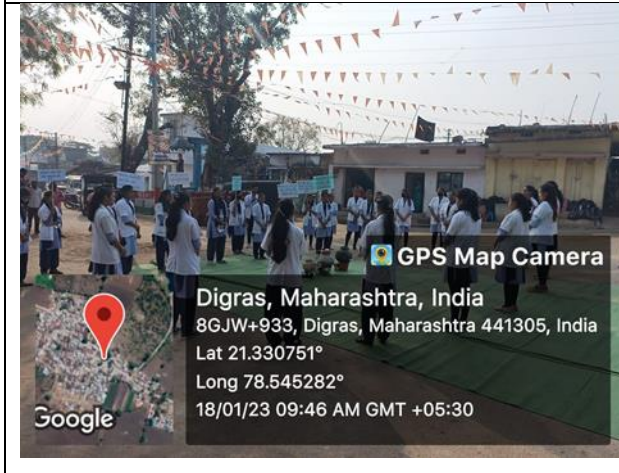 GPS Map Camera
Digras, Maharashtra, India
8GJW+933, Digras, Maharashtra 441305, India
Lat 21.330751°
Long 78.545282°
18/01/23 09:46 AM GMT +05:30
Google